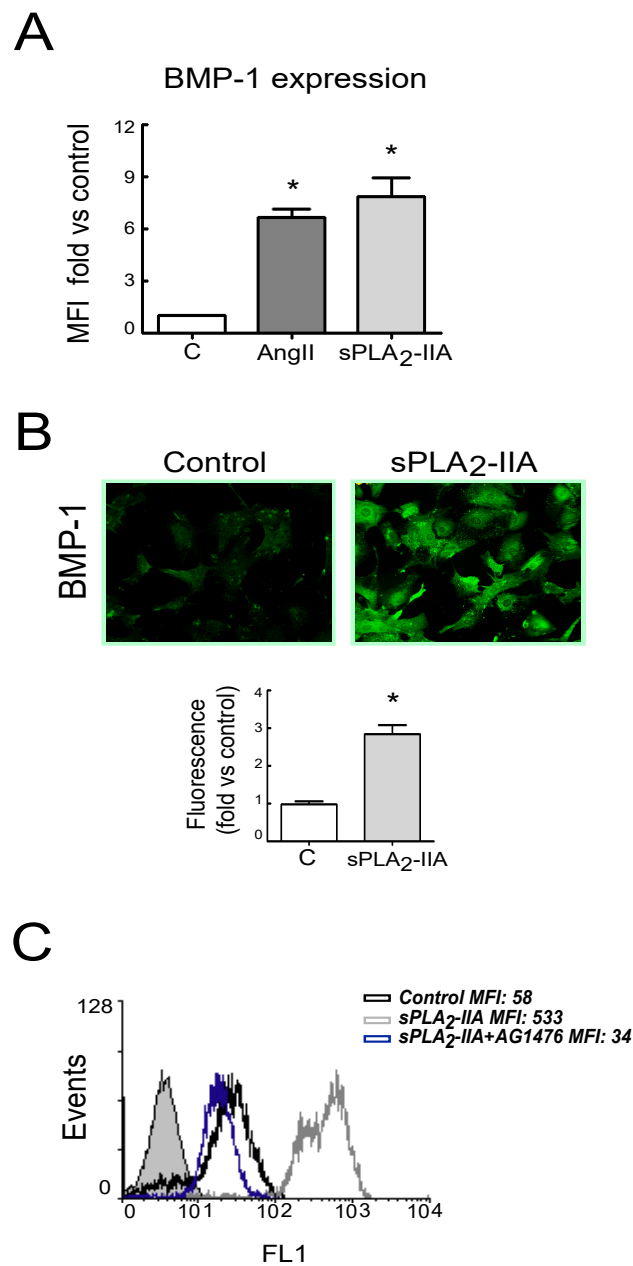 A
BMP-1 expression
MFI fold vs control
12
9
6
3
0
*
*
C AngII sPLA2-IIA
B
Control sPLA2-IIA
BMP-1
Fluorescence
(fold vs control)
4
3
2
1
0
*
C sPLA2-IIA
C
Events
128
0
Control MFI: 58
sPLA2-IIA MFI: 533
sPLA2-IIA+AG1476 MFI: 34
0 101 102 103 104
FL1